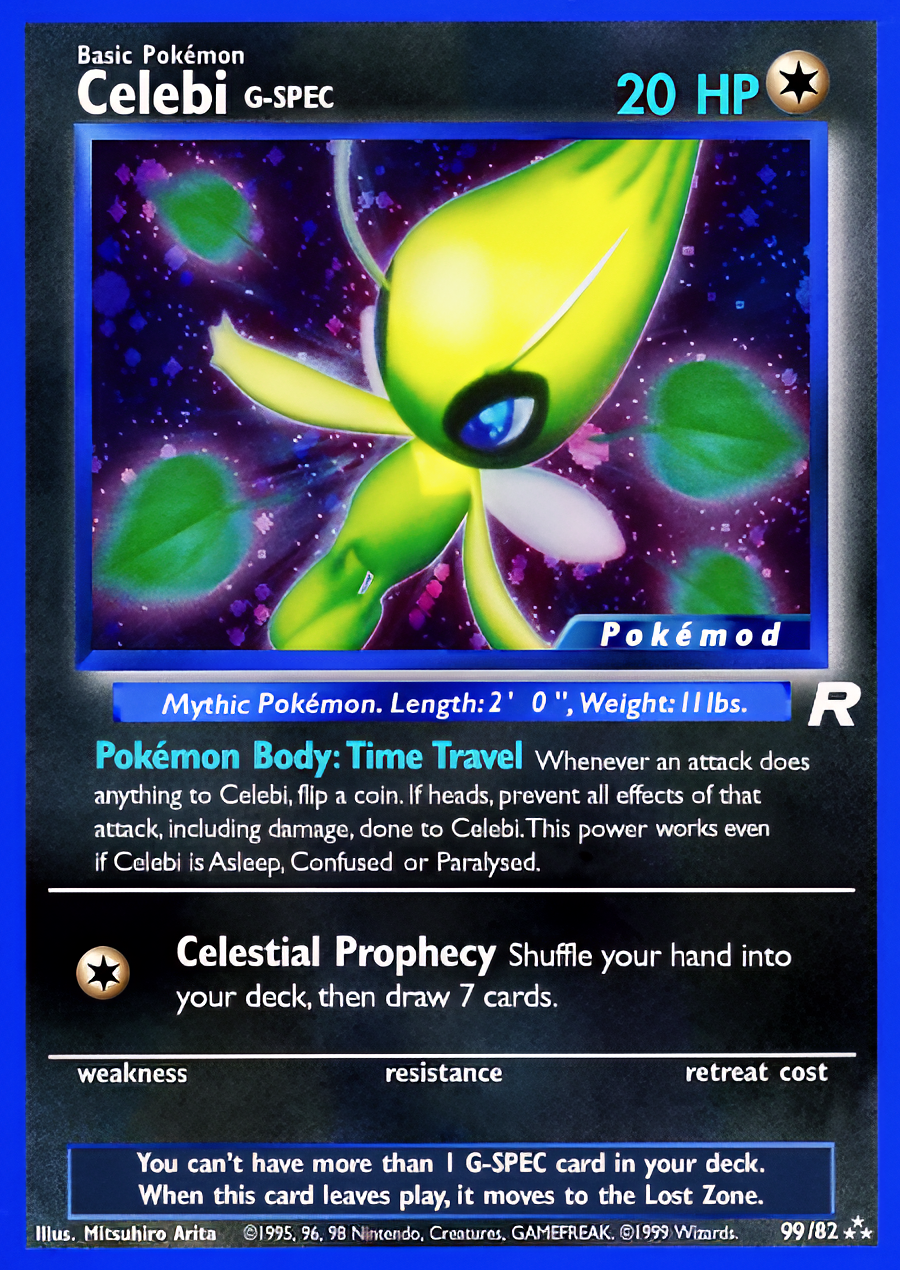 Basic Pokémon
Celebi G-SPEC
20 HP
Pokémod
Mythic Pokémon. Length: 2' 0", Weight: 11 lbs.
R
Pokémon Body: Time Travel Whenever an attack does
anything to Celebi, flip a coin. If heads, prevent all effects of that
attack, including damage, done to Celebi. This power works even
if Celebi is Asleep, Confused or Paralysed.
Celestial Prophecy Shuffle your hand into
your deck, then draw 7 cards.
weakness resistance retreat cost
You can't have more than 1 G-SPEC card in your deck.
When this card leaves play, it moves to the Lost Zone.
Illus. Mitsuhiro Arita ©1995, 96, 98 Nintendo, Creatures, GAMEFREAK. ©1999 Wizards. 99/82